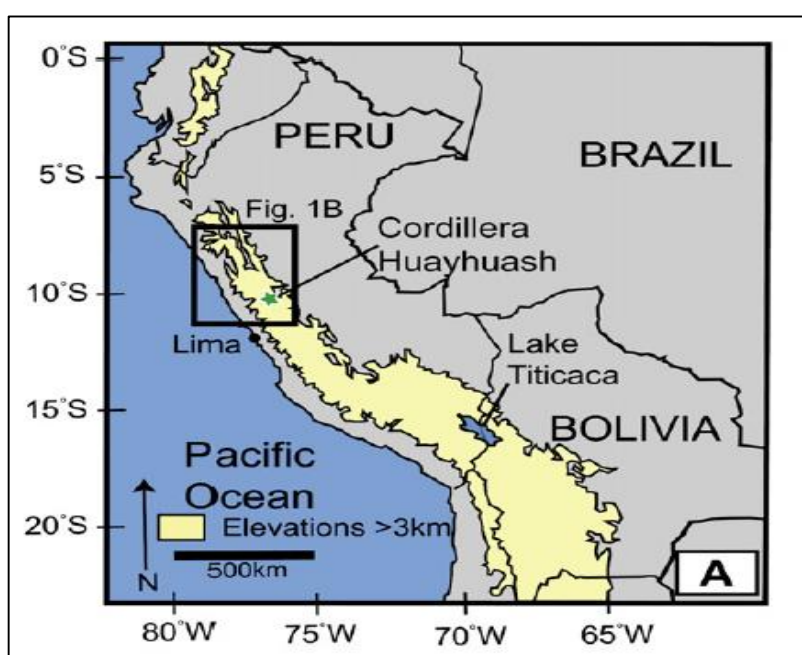 0°S
PERU
BRAZIL
5°S
Fig. 1B
Cordillera
Huayhuash
10°S
Lima
Lake
Titicaca
15°S
BOLIVIA
Pacific
Ocean
20°S
Elevations >3km
500km
N
A
80°W
75°W
70°W
65°W